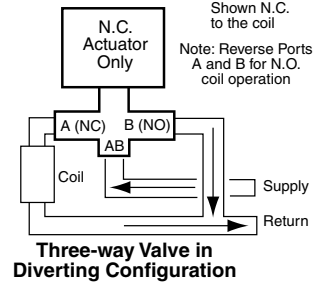 Shown N.C.
to the coil
N.C.
Actuator
Only
Note: Reverse Ports
A and B for N.O.
coil operation
A (NC)
B (NO)
AB
Coil
Supply
Return
Three-way Valve in
Diverting Configuration